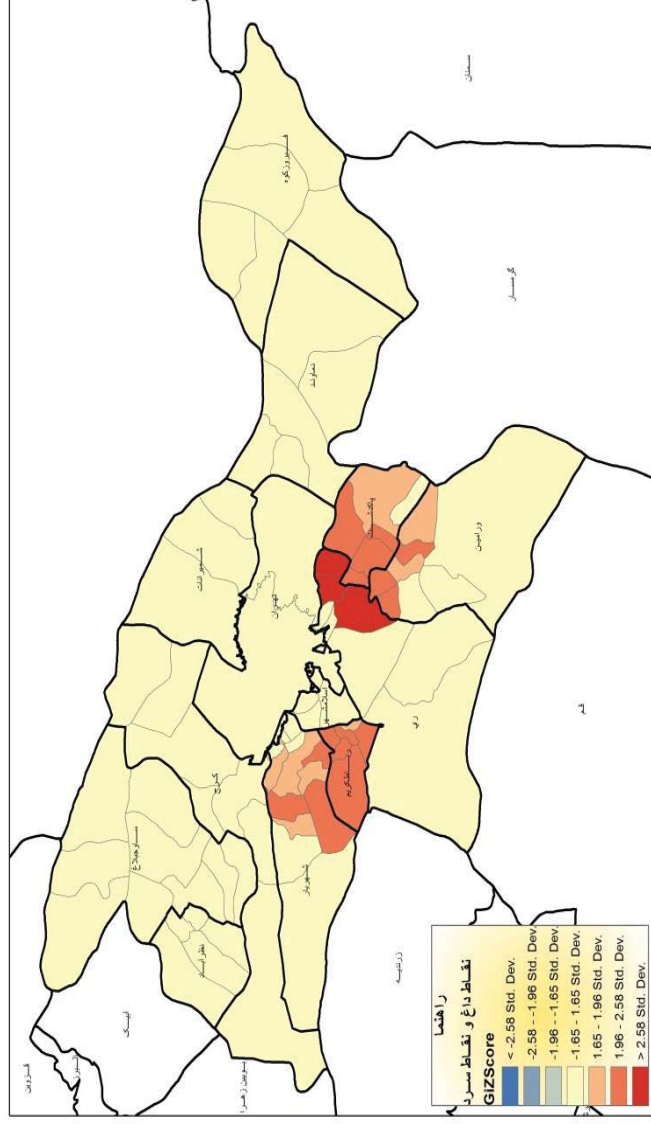 سمنان
فیروزکوه
گرمسار
دماوند
شمیرانات
تهران
پاکدشت
ورامین
اسلامشهر
ری
قم
رباطکریم
کرج
ساوجبلاغ
شهریار
نظرآباد
زرندیه
آبیک
البرز
قزوین
بویین زهرا
راهنما
نقاط داغ و نقاط سرد
GiZScore
< -2.58 Std. Dev.
-2.58 - -1.96 Std. Dev.
-1.96 - -1.65 Std. Dev.
-1.65 - 1.65 Std. Dev.
1.65 - 1.96 Std. Dev.
1.96 - 2.58 Std. Dev.
> 2.58 Std. Dev.